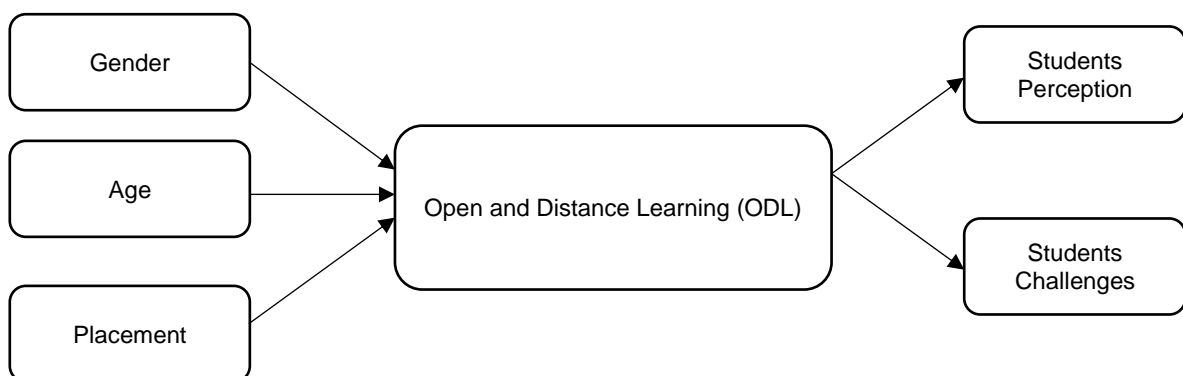 Gender
Age
Placement
Open and Distance Learning (ODL)
Students
Perception
Students
Challenges